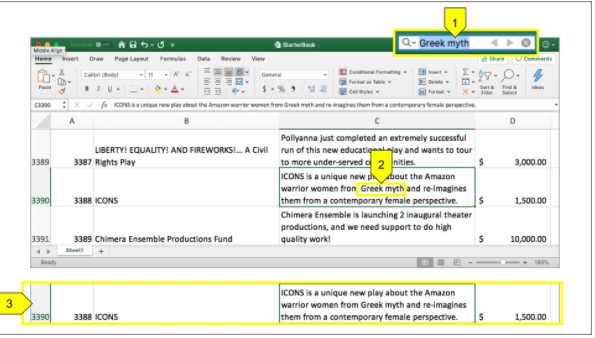 1
Greek myth
AutoSave
StarterBook
Middle Align
Home Insert Draw Page Layout Formulas Data Review View Share Comments
Calibri (Body) 11 A A General Conditional Formatting Insert
Paste B I U A $ % 9 Format as Table Delete Sort & Filter Find & Select Ideas
Cell Styles Format
C3390 fx ICONS is a unique new play about the Amazon warrior women from Greek myth and re-imagines them from a contemporary female perspective.
A B C D
3389 3387 LIBERTY! EQUALITY! AND FIREWORKS!... A Civil Rights Play
Pollyanna just completed an extremely successful
run of this new educational play and wants to tour
to more under-served nities.
$ 3,000.00
2
3390 3388 ICONS
ICONS is a unique new play about the Amazon
warrior women from Greek myth and re-imagines
them from a contemporary female perspective.
$ 1,500.00
3391 3389 Chimera Ensemble Productions Fund
Chimera Ensemble is launching 2 inaugural theater
productions, and we need support to do high
quality work!
$ 10,000.00
Sheet1 +
Ready 160%
3
3390 3388 ICONS
ICONS is a unique new play about the Amazon
warrior women from Greek myth and re-imagines
them from a contemporary female perspective.
$ 1,500.00